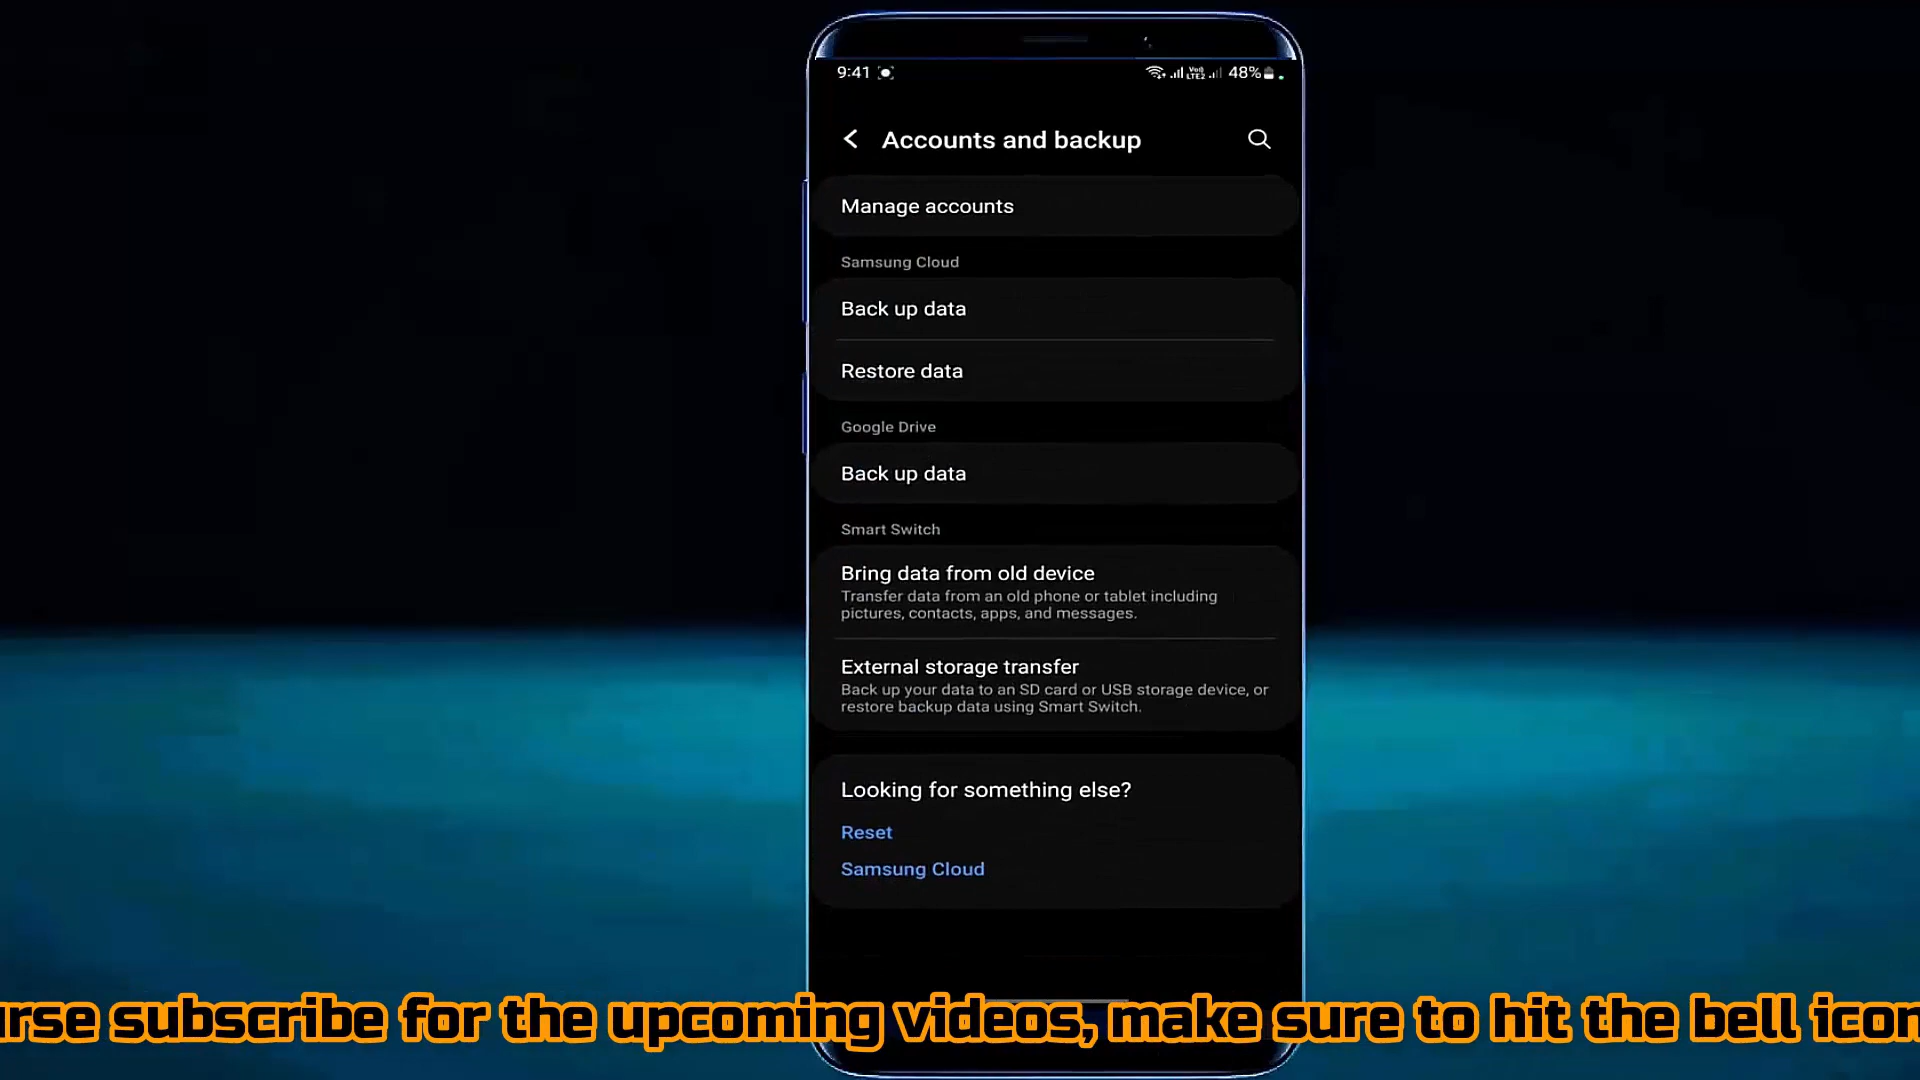 9:41
48%
Accounts and backup
Manage accounts
Samsung Cloud
Back up data
Restore data
Google Drive
Back up data
Smart Switch
Bring data from old device
Transfer data from an old phone or tablet including
pictures, contacts, apps, and messages.
External storage transfer
Back up your data to an SD card or USB storage device, or
restore backup data using Smart Switch.
Looking for something else?
Reset
Samsung Cloud
subscribe for the upcoming videos, make sure to hit the bell icon